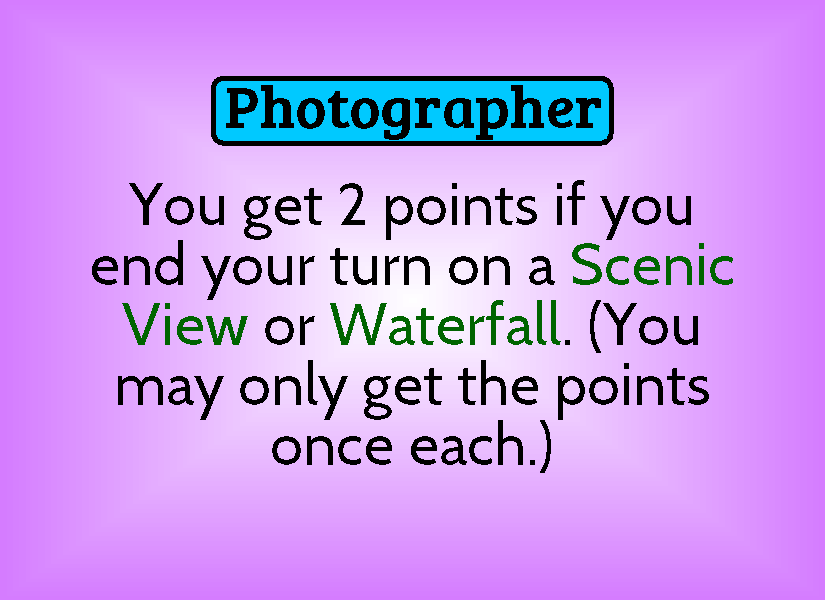 Photographer
You get 2 points if you
end your turn on a Scenic
View or Waterfall. (You
may only get the points
once each.)